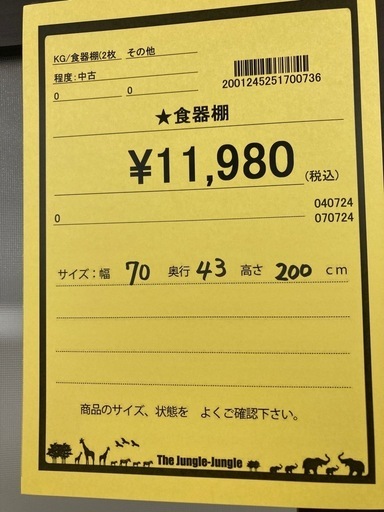 KG/食器棚(2枚 その他
程度:中古
0 0
2001245251700736
★食器棚
¥11,980 (税込)
040724
0 070724
サイズ:幅 70 奥行 43 高さ 200 cm
商品のサイズ、状態を よくご確認下さい。
The Jungle-Jungle